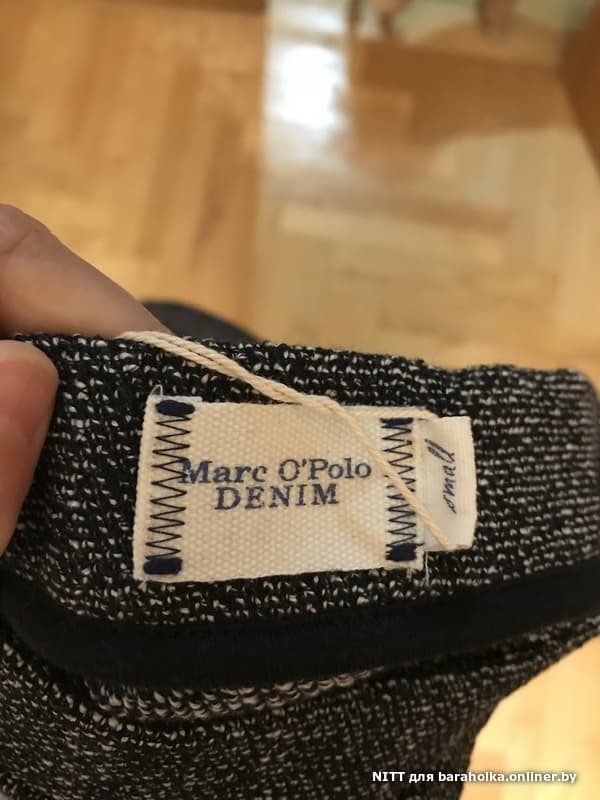 Marc O'Polo
DENIM
small
NITT для baraholka.onliner.by